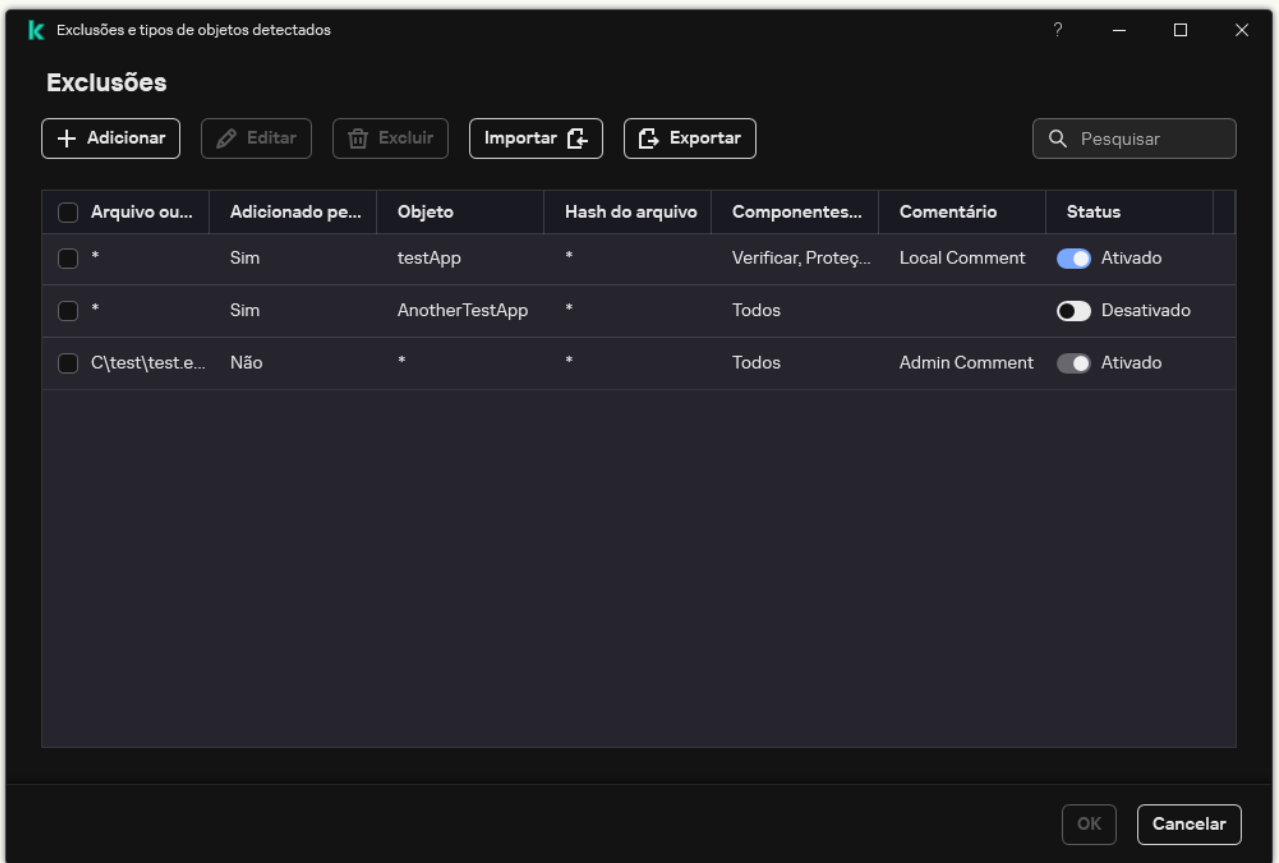 Exclusões e tipos de objetos detectados ?
Exclusões
Adicionar Editar Excluir Importar Exportar Pesquisar
Arquivo ou... Adicionado pe... Objeto Hash do arquivo Componentes... Comentário Status
* Sim testApp * Verificar, Proteç... Local Comment Ativado
* Sim AnotherTestApp * Todos Desativado
C\test\test.e... Não * * Todos Admin Comment Ativado
OK Cancelar